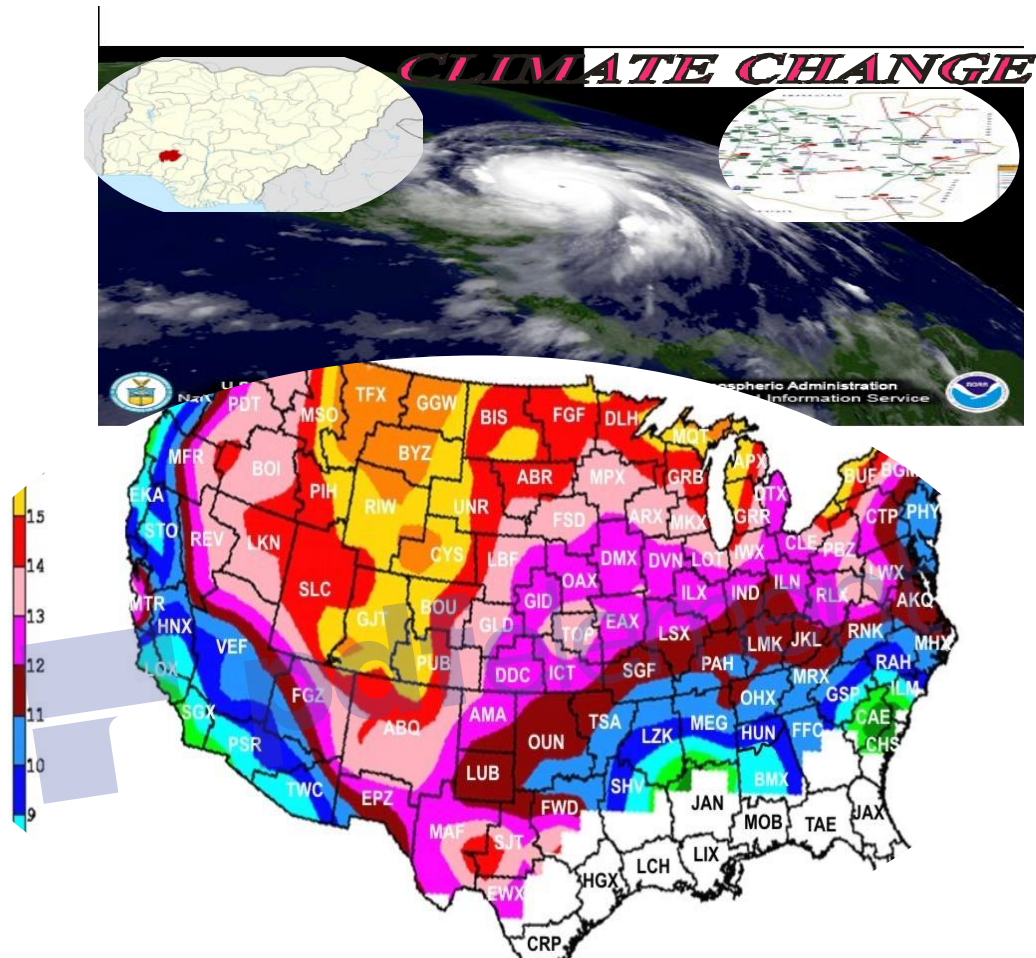 CLIMATE CHANGE
ospheric Administration
Information Service
PDT
MSO
TFX
GGW
BIS
FGF
DLH
MQT
MFR
BOI
BYZ
ABR
MPX
GRB
APX
BUF
EKA
PIH
RIW
UNR
DTX
15
STO
REV
LKN
FSD
ARX
MKX
GRR
CTP
PHY
CYS
LBF
DMX
DVN
LOT
IWX
CLE
PBZ
14
SLC
OAX
ILX
IND
ILN
LWX
MTR
BOU
GID
RLX
AKQ
13
HNX
GJT
GLD
TOP
EAX
LSX
LMK
JKL
RNK
MHX
VEF
12
LOX
PUB
DDC
ICT
SGF
PAH
MRX
RAH
FGZ
OHX
GSP
ILM
11
SGX
ABQ
AMA
TSA
MEG
HUN
FFC
CAE
PSR
OUN
LZK
CHS
10
LUB
TWC
EPZ
SHV
BMX
9
FWD
JAN
MAF
SJT
MOB
TAE
JAX
LCH
LIX
EWX
HGX
CRP